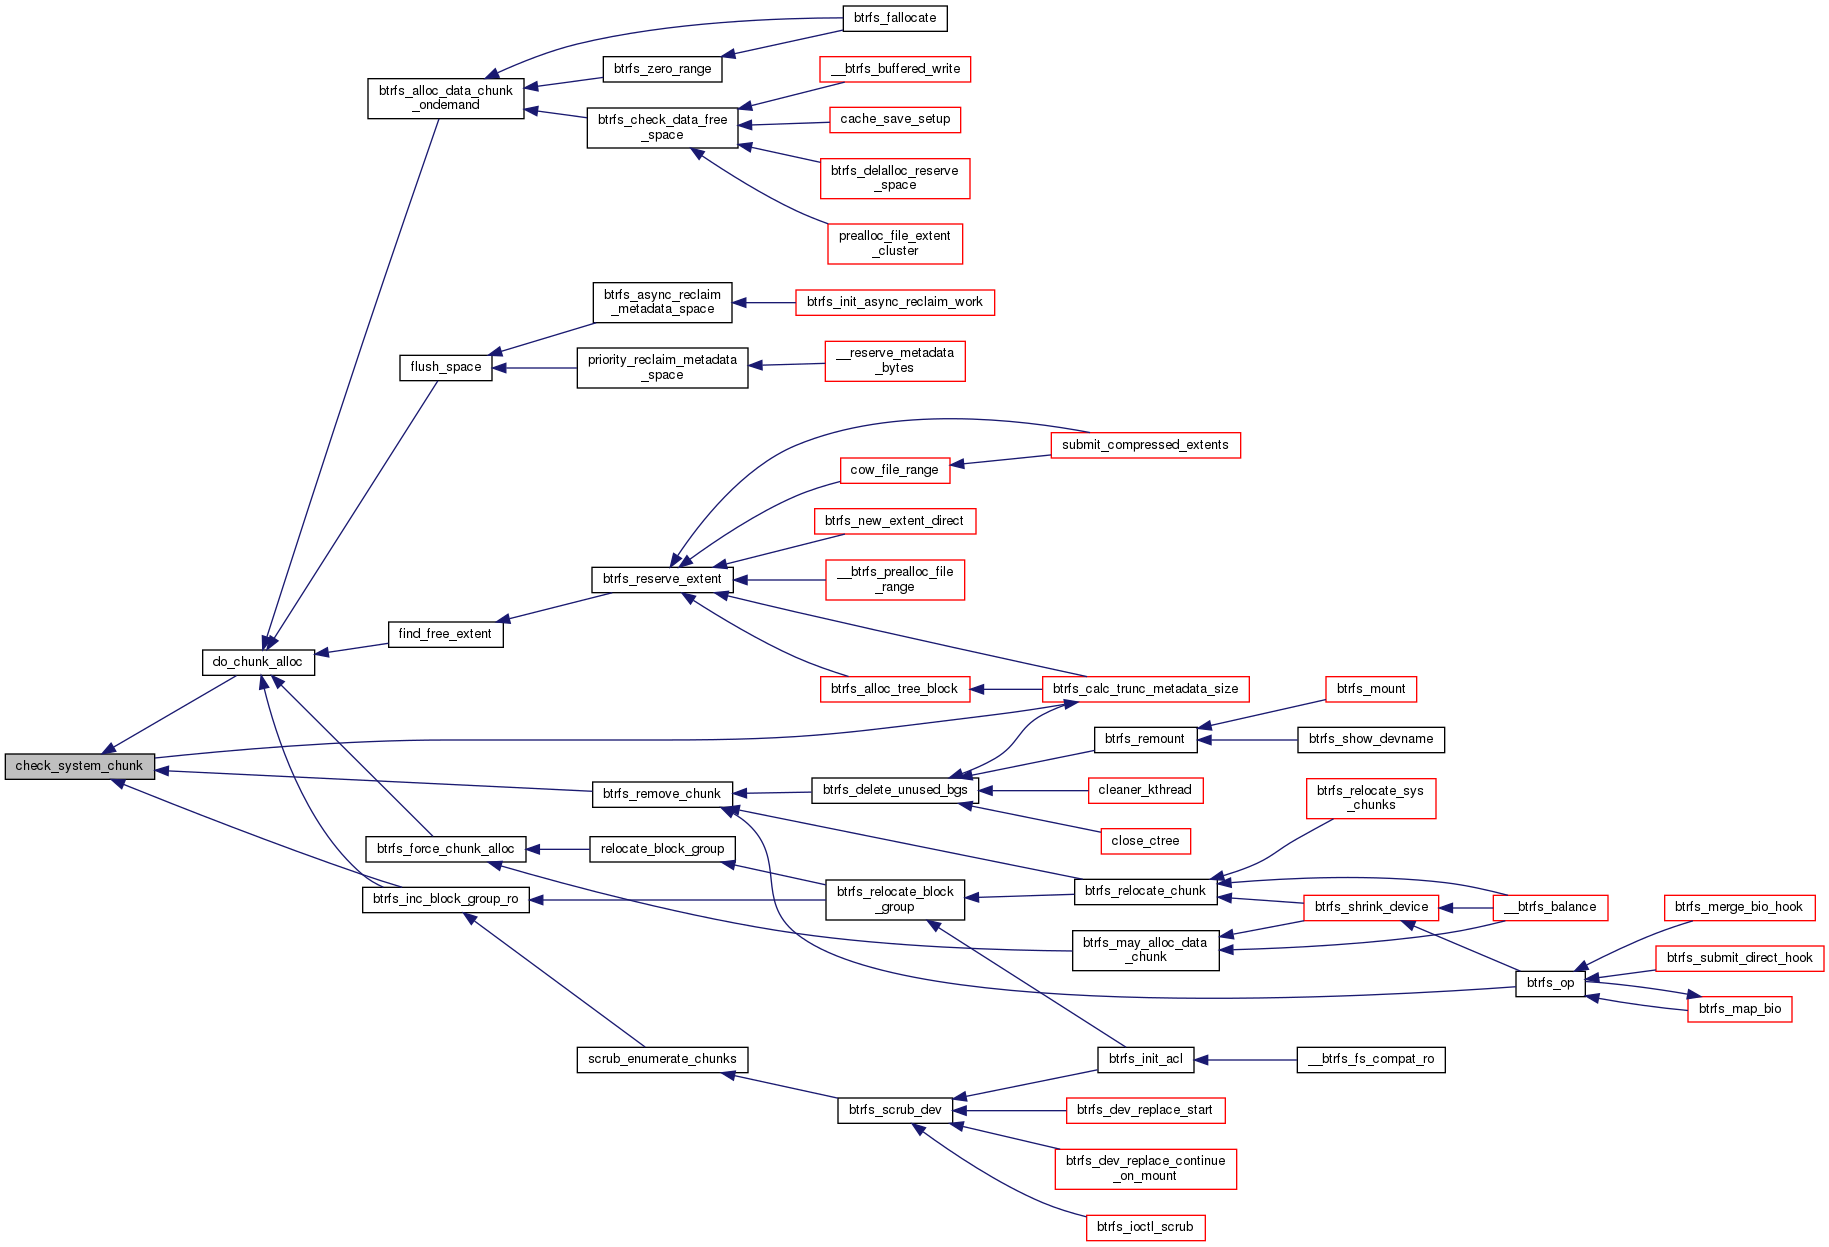 btrfs_fallocate
btrfs_zero_range
__btrfs_buffered_write
btrfs_alloc_data_chunk
_ondemand
btrfs_check_data_free
_space
cache_save_setup
btrfs_delalloc_reserve
_space
prealloc_file_extent
_cluster
btrfs_async_reclaim
_metadata_space
btrfs_init_async_reclaim_work
flush_space
priority_reclaim_metadata
_space
__reserve_metadata
_bytes
submit_compressed_extents
cow_file_range
btrfs_new_extent_direct
btrfs_reserve_extent
__btrfs_prealloc_file
_range
find_free_extent
do_chunk_alloc
btrfs_alloc_tree_block
btrfs_calc_trunc_metadata_size
btrfs_mount
btrfs_remount
btrfs_show_devname
check_system_chunk
btrfs_remove_chunk
btrfs_delete_unused_bgs
cleaner_kthread
btrfs_relocate_sys
_chunks
close_ctree
btrfs_force_chunk_alloc
relocate_block_group
btrfs_inc_block_group_ro
btrfs_relocate_block
_group
btrfs_relocate_chunk
btrfs_shrink_device
__btrfs_balance
btrfs_merge_bio_hook
btrfs_may_alloc_data
_chunk
btrfs_submit_direct_hook
btrfs_op
btrfs_map_bio
scrub_enumerate_chunks
btrfs_init_acl
__btrfs_fs_compat_ro
btrfs_scrub_dev
btrfs_dev_replace_start
btrfs_dev_replace_continue
_on_mount
btrfs_ioctl_scrub